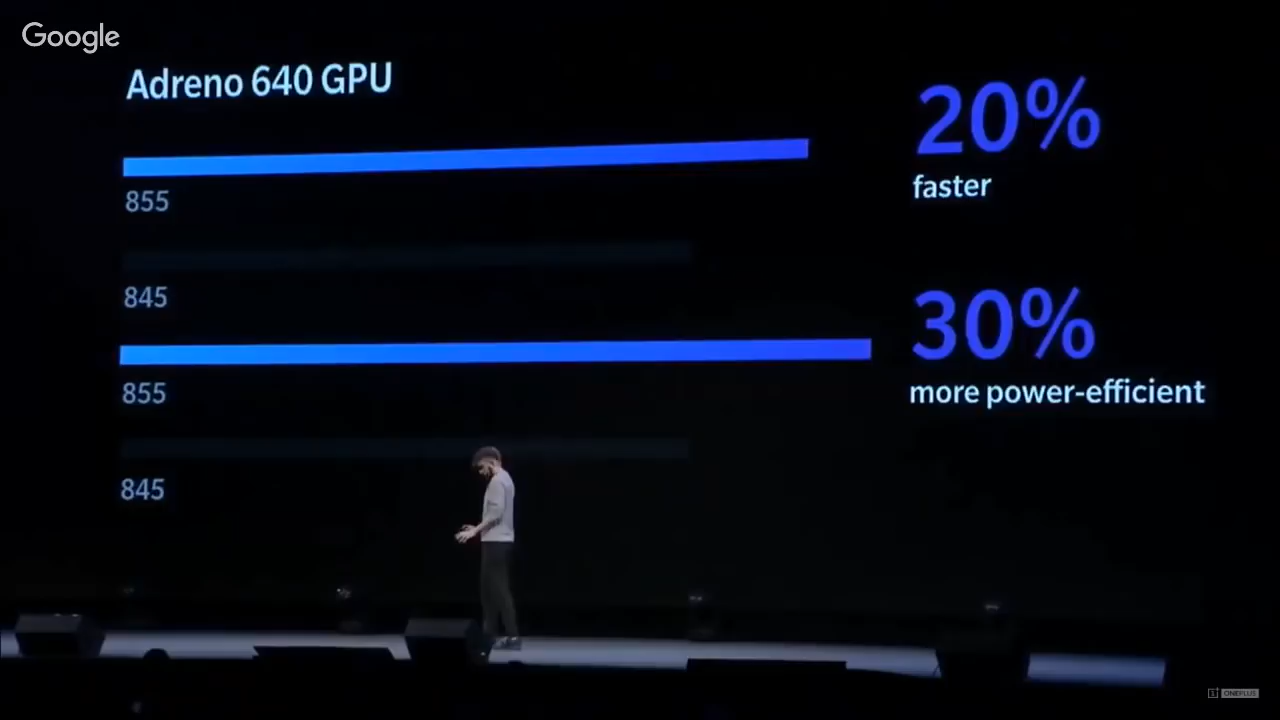 Google
Adreno 640 GPU
20%
faster
855
845
30%
more power-efficient
855
845
ONEPLUS